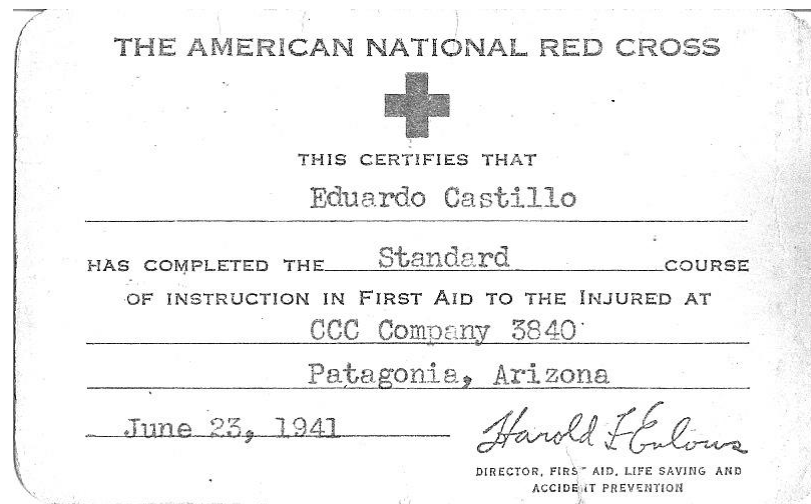 THE AMERICAN NATIONAL RED CROSS
THIS CERTIFIES THAT
Eduardo Castillo
HAS COMPLETED THE Standard COURSE
OF INSTRUCTION IN FIRST AID TO THE INJURED AT
CCC Company 3840
Patagonia, Arizona
June 23, 1941
Harold F Enlows
DIRECTOR, FIRST AID, LIFE SAVING AND
ACCIDENT PREVENTION